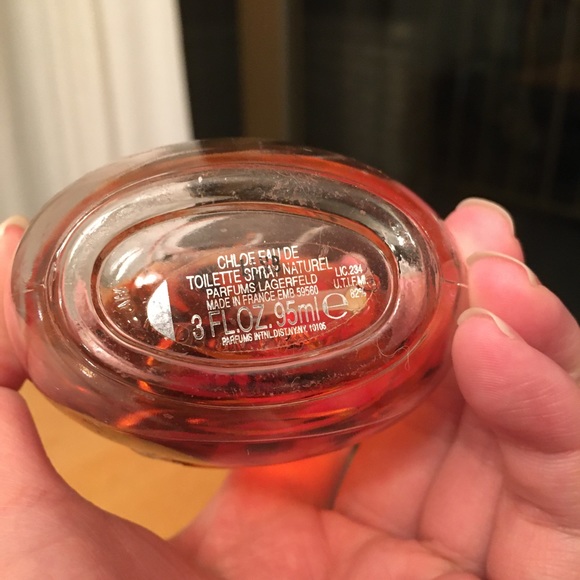 CHLOE EAU DE
TOILETTE SPRAY NATUREL
PARFUMS LAGERFELD
MADE IN FRANCE EMB 59560
3 FL.OZ. 95ml e
PARFUMS INTNL.DIST.NY.NY. 10105
LIC.234
U.T.I.F.M.
82%